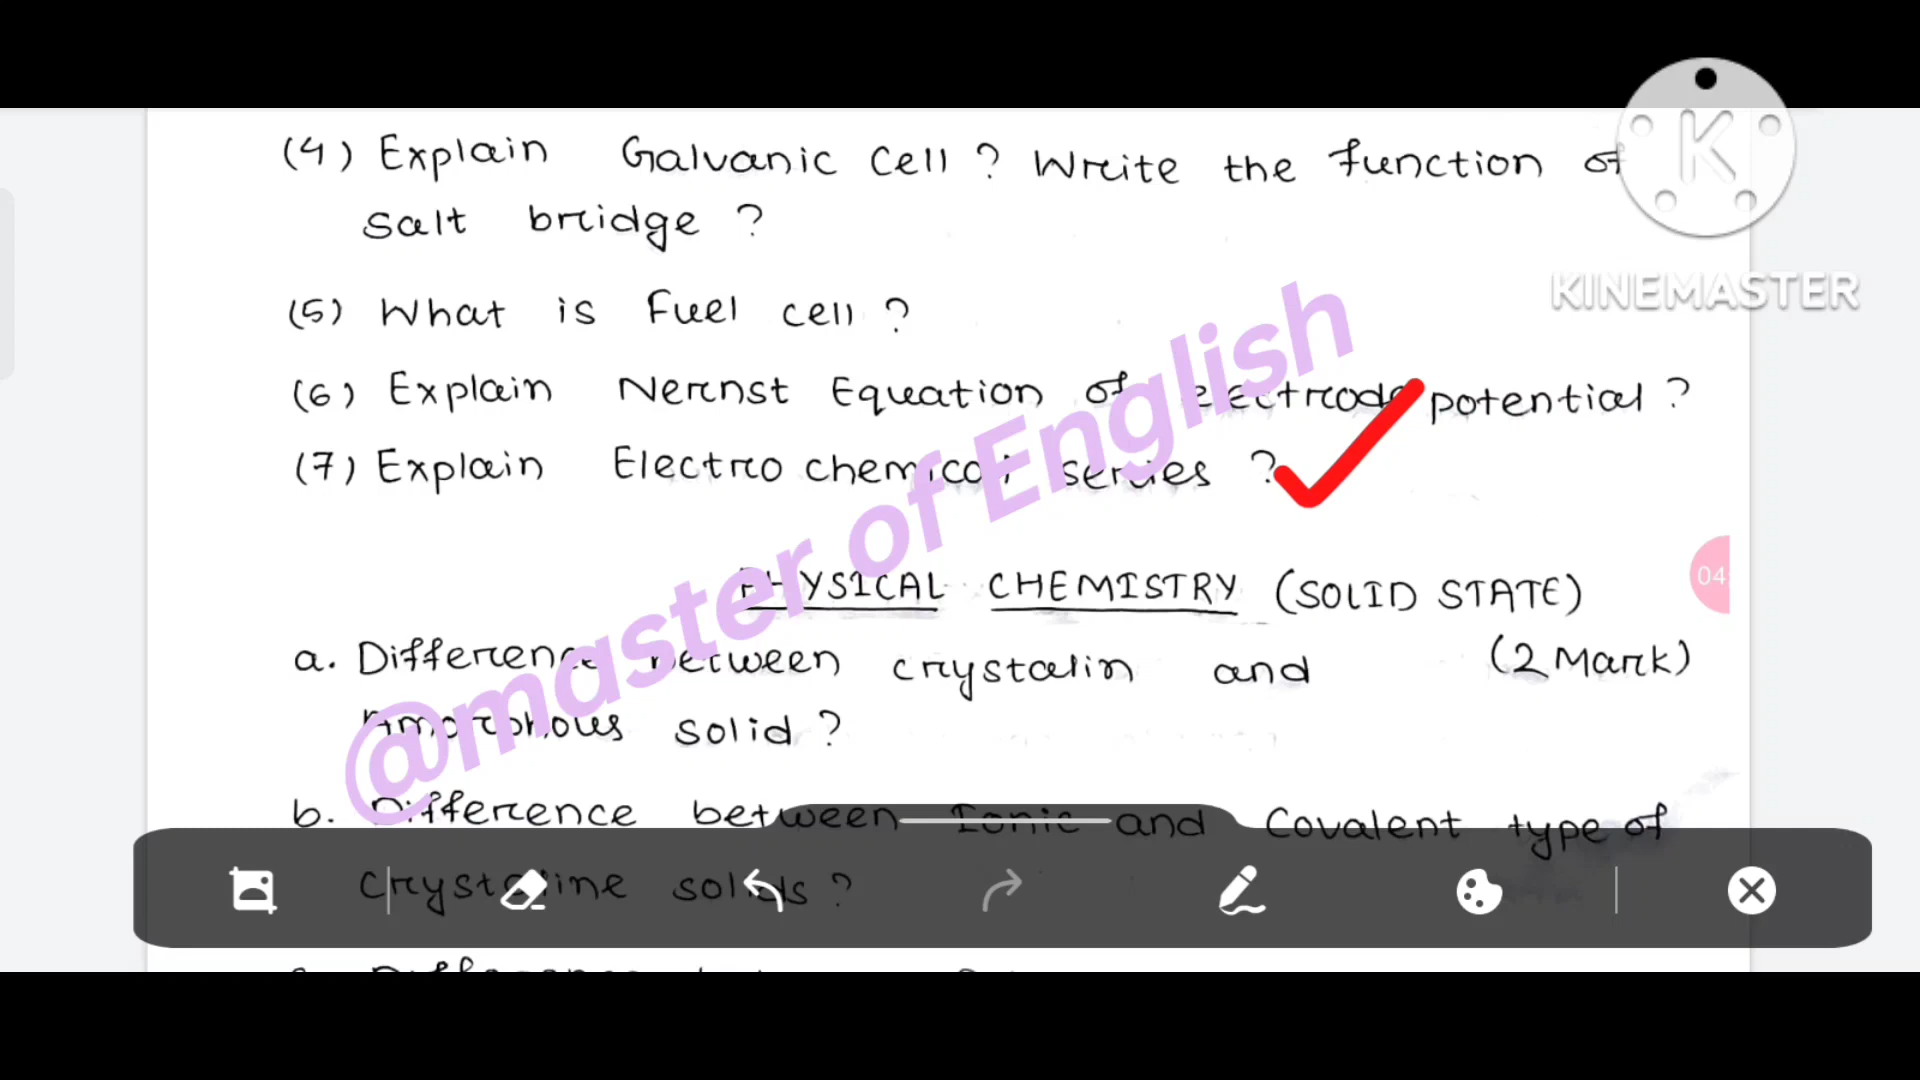 (4) Explain Galvanic Cell ? Write the function of
salt bridge ?
KINEMASTER
(5) What is Fuel cell ?
(6) Explain Nernst Equation of electrode potential ?
(7) Explain Electro chemical series ?
@master of English
PHYSICAL CHEMISTRY (SOLID STATE)
04
a. Difference between crystalin and (2 Mark)
Amorphous solid ?
b. Difference between Ionic and Covalent type of
Crystaline solids ?